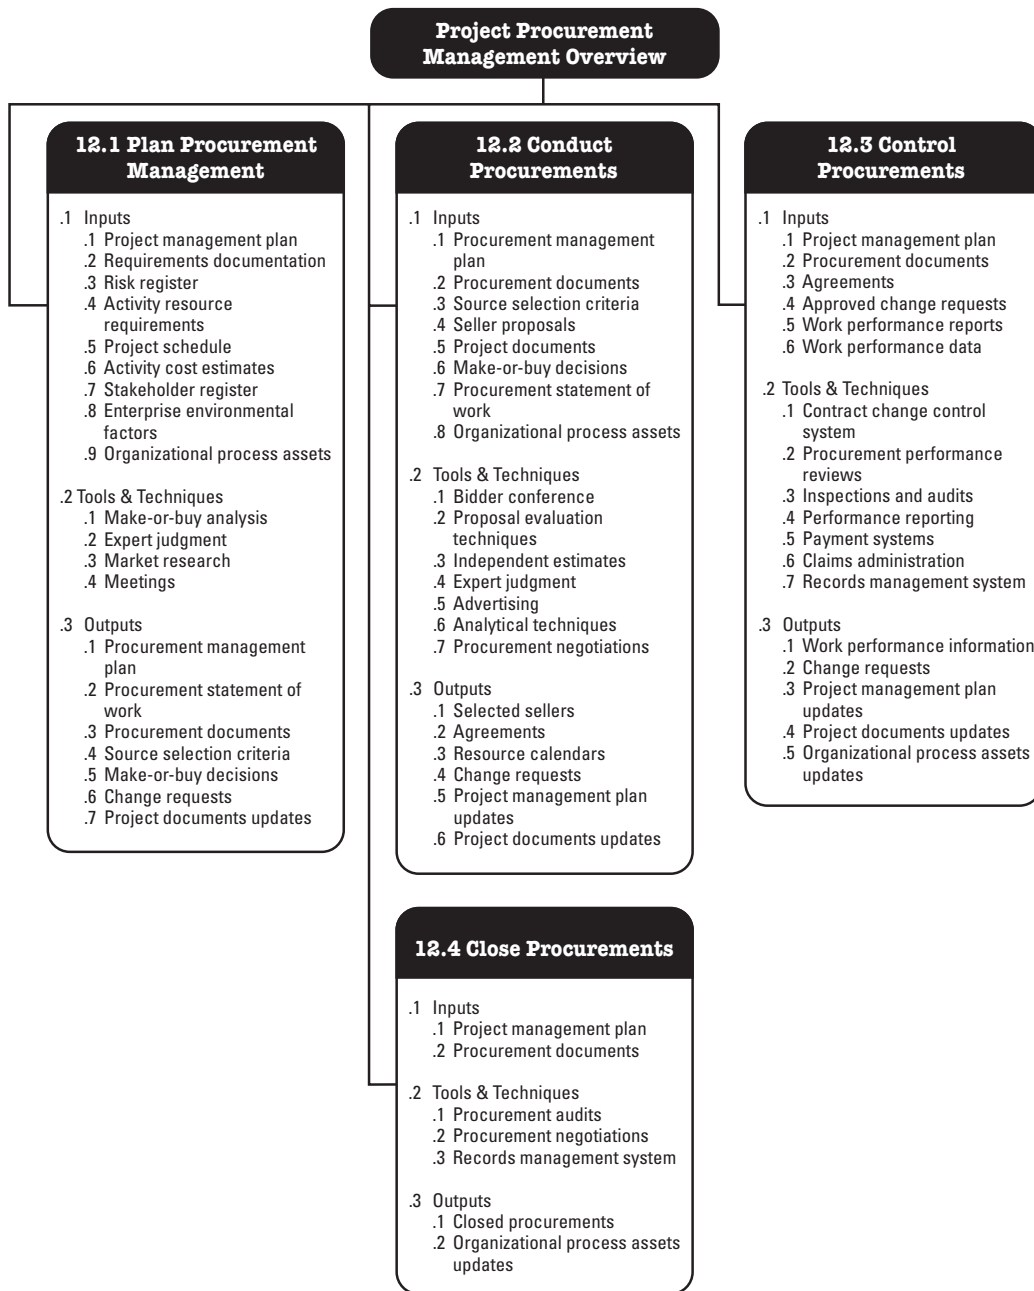 Project Procurement
Management Overview
12.1 Plan Procurement
Management
.1 Inputs
.1 Project management plan
.2 Requirements documentation
.3 Risk register
.4 Activity resource
requirements
.5 Project schedule
.6 Activity cost estimates
.7 Stakeholder register
.8 Enterprise environmental
factors
.9 Organizational process assets
.2 Tools & Techniques
.1 Make-or-buy analysis
.2 Expert judgment
.3 Market research
.4 Meetings
.3 Outputs
.1 Procurement management
plan
.2 Procurement statement of
work
.3 Procurement documents
.4 Source selection criteria
.5 Make-or-buy decisions
.6 Change requests
.7 Project documents updates
12.2 Conduct
Procurements
.1 Inputs
.1 Procurement management
plan
.2 Procurement documents
.3 Source selection criteria
.4 Seller proposals
.5 Project documents
.6 Make-or-buy decisions
.7 Procurement statement of
work
.8 Organizational process assets
.2 Tools & Techniques
.1 Bidder conference
.2 Proposal evaluation
techniques
.3 Independent estimates
.4 Expert judgment
.5 Advertising
.6 Analytical techniques
.7 Procurement negotiations
.3 Outputs
.1 Selected sellers
.2 Agreements
.3 Resource calendars
.4 Change requests
.5 Project management plan
updates
.6 Project documents updates
12.3 Control
Procurements
.1 Inputs
.1 Project management plan
.2 Procurement documents
.3 Agreements
.4 Approved change requests
.5 Work performance reports
.6 Work performance data
.2 Tools & Techniques
.1 Contract change control
system
.2 Procurement performance
reviews
.3 Inspections and audits
.4 Performance reporting
.5 Payment systems
.6 Claims administration
.7 Records management system
.3 Outputs
.1 Work performance information
.2 Change requests
.3 Project management plan
updates
.4 Project documents updates
.5 Organizational process assets
updates
12.4 Close Procurements
.1 Inputs
.1 Project management plan
.2 Procurement documents
.2 Tools & Techniques
.1 Procurement audits
.2 Procurement negotiations
.3 Records management system
.3 Outputs
.1 Closed procurements
.2 Organizational process assets
updates